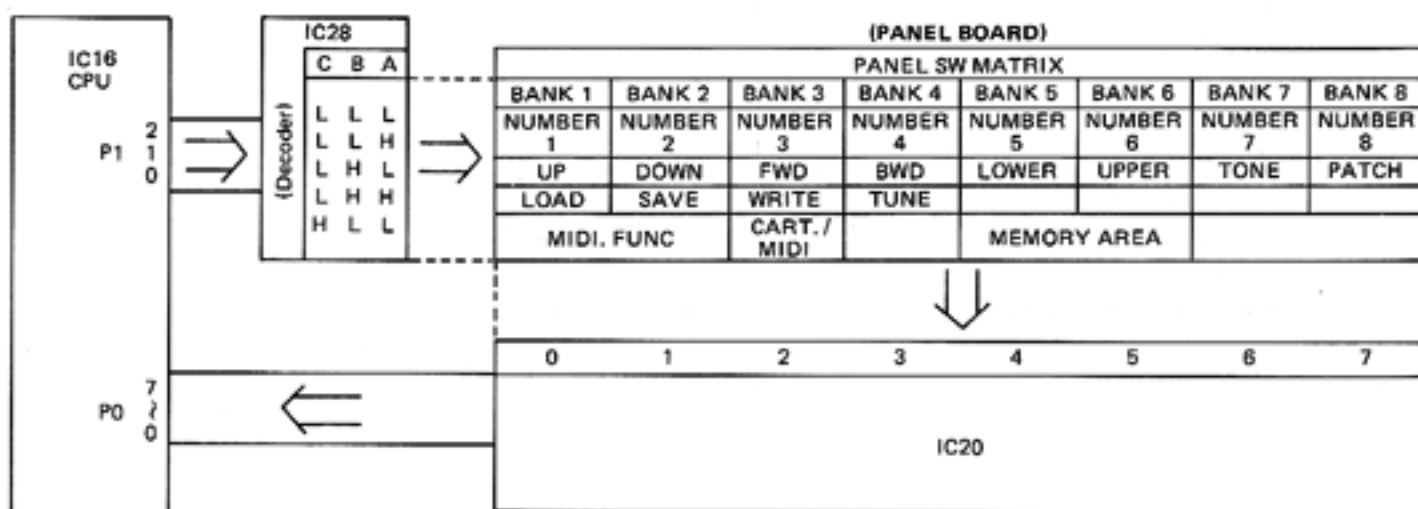 IC16
CPU
P1
2
1
0
IC28
(Decoder)
C B A
L L L
L L H
L H L
L H H
H L L
(PANEL BOARD)
PANEL SW MATRIX
BANK 1 BANK 2 BANK 3 BANK 4 BANK 5 BANK 6 BANK 7 BANK 8
NUMBER NUMBER NUMBER NUMBER NUMBER NUMBER NUMBER NUMBER
1 2 3 4 5 6 7 8
UP DOWN FWD BWD LOWER UPPER TONE PATCH
LOAD SAVE WRITE TUNE
MIDI. FUNC CART./ MEMORY AREA
MIDI
0 1 2 3 4 5 6 7
P0
7
~
0
IC20